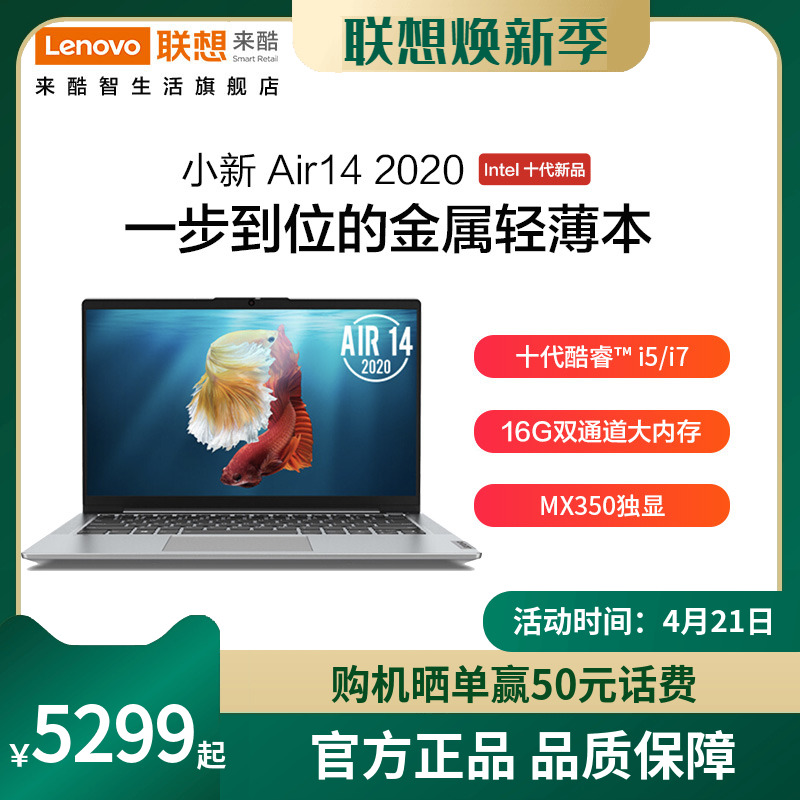 Lenovo 联想 来酷
Smart Retail
来酷智生活旗舰店
联想焕新季
小新 Air14 2020 Intel 十代新品
一步到位的金属轻薄本
AIR 14
2020
十代酷睿™ i5/i7
16G双通道大内存
MX350独显
活动时间：4月21日
购机晒单赢50元话费
¥5299起
官方正品 品质保障